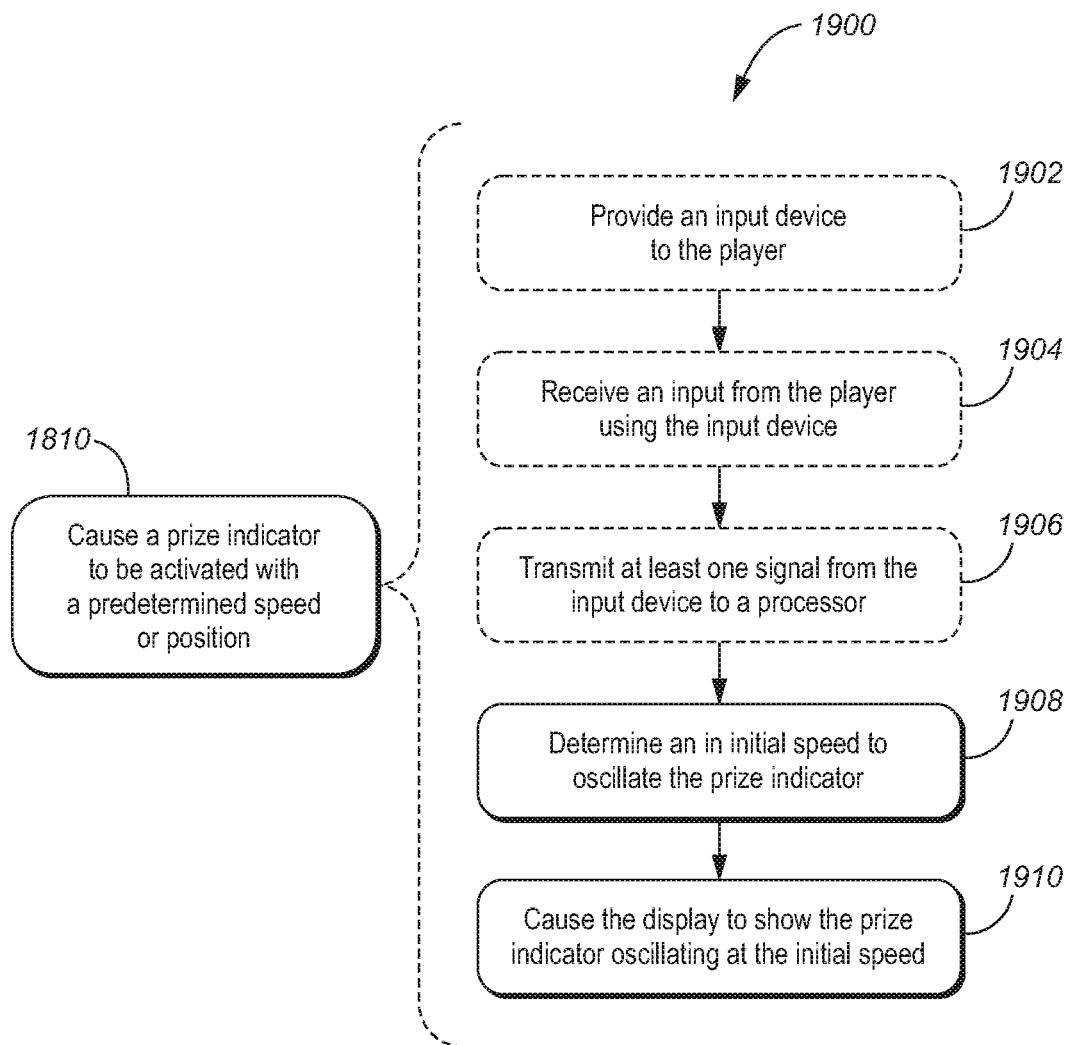 1900
1902
Provide an input device
to the player
1904
Receive an input from the player
using the input device
1810
Cause a prize indicator
to be activated with
a predetermined speed
or position
1906
Transmit at least one signal from the
input device to a processor
1908
Determine an in initial speed to
oscillate the prize indicator
1910
Cause the display to show the prize
indicator oscillating at the initial speed